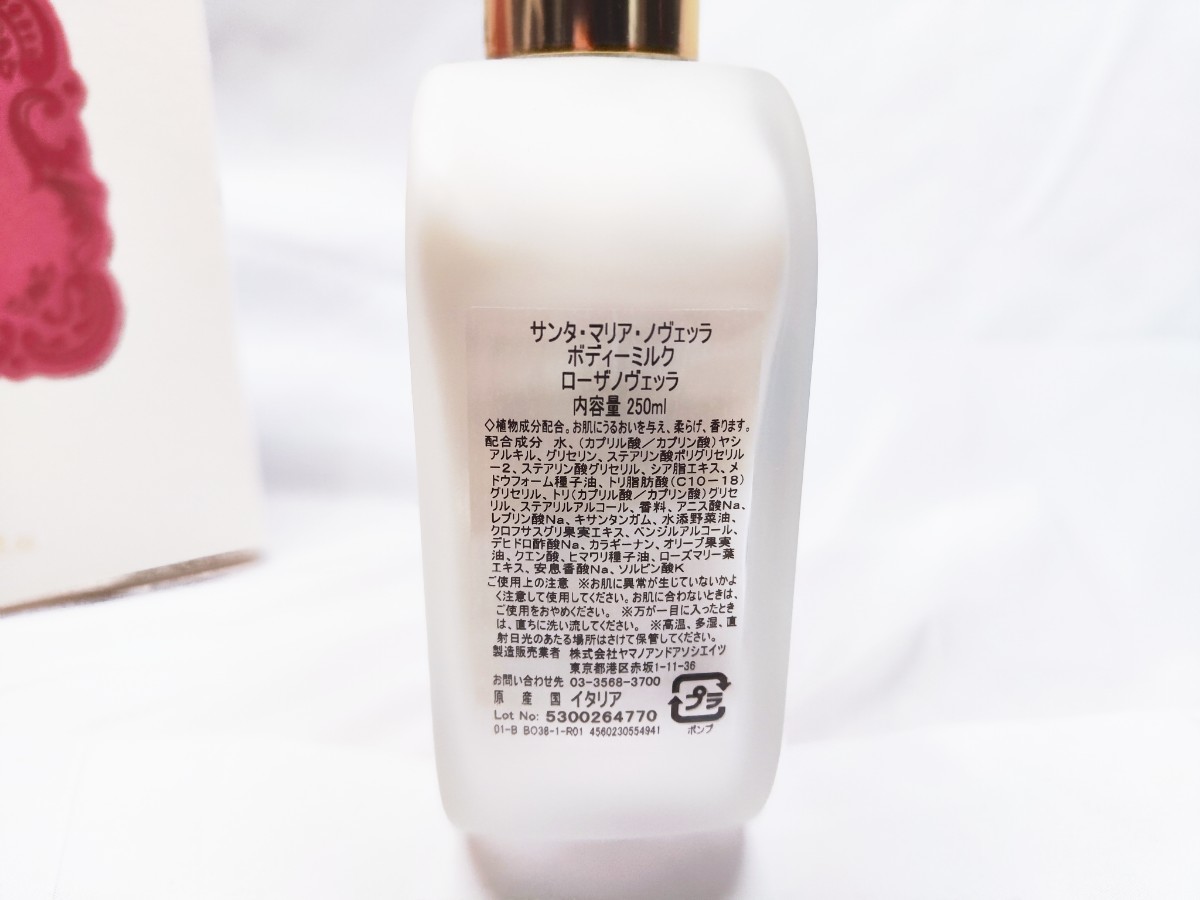 サンタ・マリア・ノヴェッラ
ボディーミルク
ローザノヴェッラ
内容量 250ml
◇植物成分配合。お肌にうるおいを与え、柔らげ、香ります。
配合成分 水、(カプリル酸/カプリン酸)ヤシ
アルキル、グリセリン、ステアリン酸ポリグリセリル
-2、ステアリン酸グリセリル、シア脂エキス、メ
ドウフォーム種子油、トリ脂肪酸(C10-18)
グリセリル、トリ(カプリル酸/カプリン酸)グリセ
リル、ステアリルアルコール、香料、アニス酸Na、
レブリン酸Na、キサンタンガム、水添野菜油、
クロフサスグリ果実エキス、ベンジルアルコール、
デヒドロ酢酸Na、カラギーナン、オリーブ果実
油、クエン酸、ヒマワリ種子油、ローズマリー葉
エキス、安息香酸Na、ソルビン酸K
ご使用上の注意 ※お肌に異常が生じていないかよ
く注意して使用してください。お肌に合わないときは、
ご使用をおやめください。 ※万が一目に入ったとき
は、直ちに洗い流してください。 ※高温、多湿、直
射日光のあたる場所はさけて保管してください。
製造販売業者 株式会社ヤマノアンドアソシエイツ
東京都港区赤坂1-11-36
お問い合わせ先 03-3568-3700
原産国 イタリア
プラ
Lot No: 5300264770
01-B BO38-1-R01 4560230554941
ポンプ